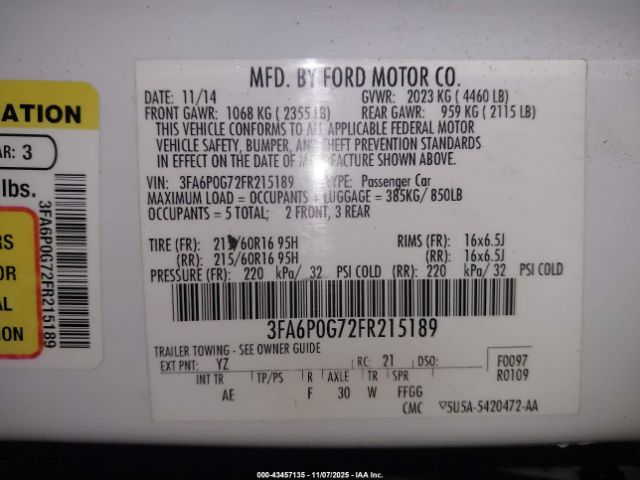 MFD. BY FORD MOTOR CO.
DATE: 11/14 GVWR: 2023 KG ( 4460 LB)
FRONT GAWR: 1068 KG ( 2355 LB) REAR GAWR: 959 KG ( 2115 LB)
THIS VEHICLE CONFORMS TO ALL APPLICABLE FEDERAL MOTOR
VEHICLE SAFETY, BUMPER, AND THEFT PREVENTION STANDARDS
IN EFFECT ON THE DATE OF MANUFACTURE SHOWN ABOVE.
VIN: 3FA6P0G72FR215189 TYPE: Passenger Car
MAXIMUM LOAD = OCCUPANTS + LUGGAGE = 385KG/ 850LB
OCCUPANTS = 5 TOTAL; 2 FRONT, 3 REAR
TIRE (FR): 215/60R16 95H RIMS (FR): 16x6.5J
(RR): 215/60R16 95H (RR): 16x6.5J
PRESSURE (FR): 220 kPa/ 32 PSI COLD (RR): 220 kPa/ 32 PSI COLD
3FA6P0G72FR215189
TRAILER TOWING - SEE OWNER GUIDE
EXT PNT: YZ RC: 21 DSO: F0097
R0109
INT TR TP/PS R AXLE TR SPR
AE F 30 W FFGG
CMC ▽5U5A-5420472-AA
ATION
AR: 3
lbs.
RS
OR
AL
TION
3FA6P0G72FR215189
000-43457135 - 11/07/2025 - IAAI, Inc.